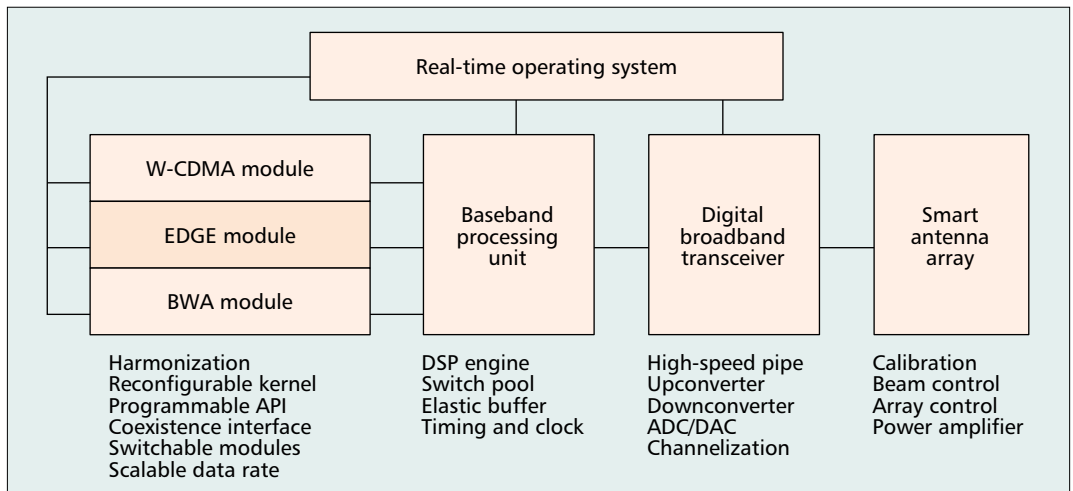 Real-time operating system
W-CDMA module
EDGE module
BWA module
Baseband
processing
unit
Digital
broadband
transceiver
Smart
antenna
array
Harmonization
Reconfigurable kernel
Programmable API
Coexistence interface
Switchable modules
Scalable data rate
DSP engine
Switch pool
Elastic buffer
Timing and clock
High-speed pipe
Upconverter
Downconverter
ADC/DAC
Channelization
Calibration
Beam control
Array control
Power amplifier